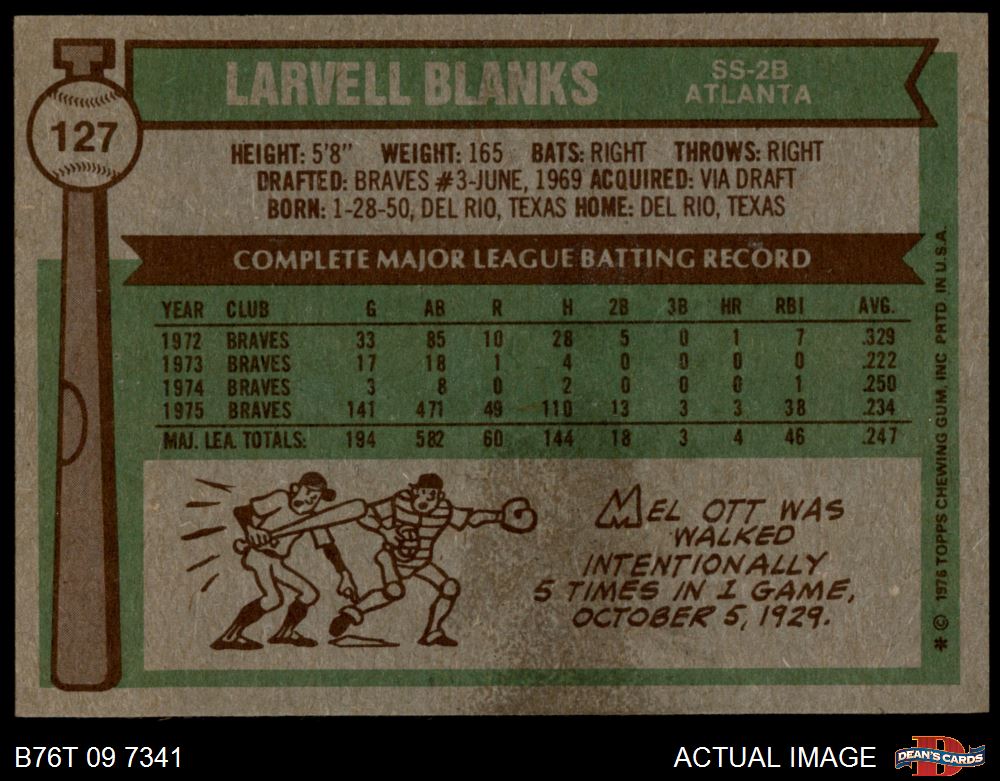 LARVELL BLANKS
SS-2B
ATLANTA
127
HEIGHT: 5'8" WEIGHT: 165 BATS: RIGHT THROWS: RIGHT
DRAFTED: BRAVES #3-JUNE, 1969 ACQUIRED: VIA DRAFT
BORN: 1-28-50, DEL RIO, TEXAS HOME: DEL RIO, TEXAS
COMPLETE MAJOR LEAGUE BATTING RECORD
YEAR CLUB G AB R H 2B 3B HR RBI AVG.
1972 BRAVES 33 85 10 28 5 0 1 7 .329
1973 BRAVES 17 18 1 4 0 0 0 0 .222
1974 BRAVES 3 8 0 2 0 0 0 1 .250
1975 BRAVES 141 471 49 110 13 3 3 38 .234
MAJ. LEA. TOTALS: 194 582 60 144 18 3 4 46 .247
MEL OTT WAS
WALKED
INTENTIONALLY
5 TIMES IN 1 GAME,
OCTOBER 5, 1929.
* © 1976 TOPPS CHEWING GUM, INC PRTD. IN U.S.A.
B76T 09 7341
ACTUAL IMAGE
D
DEAN'S CARDS